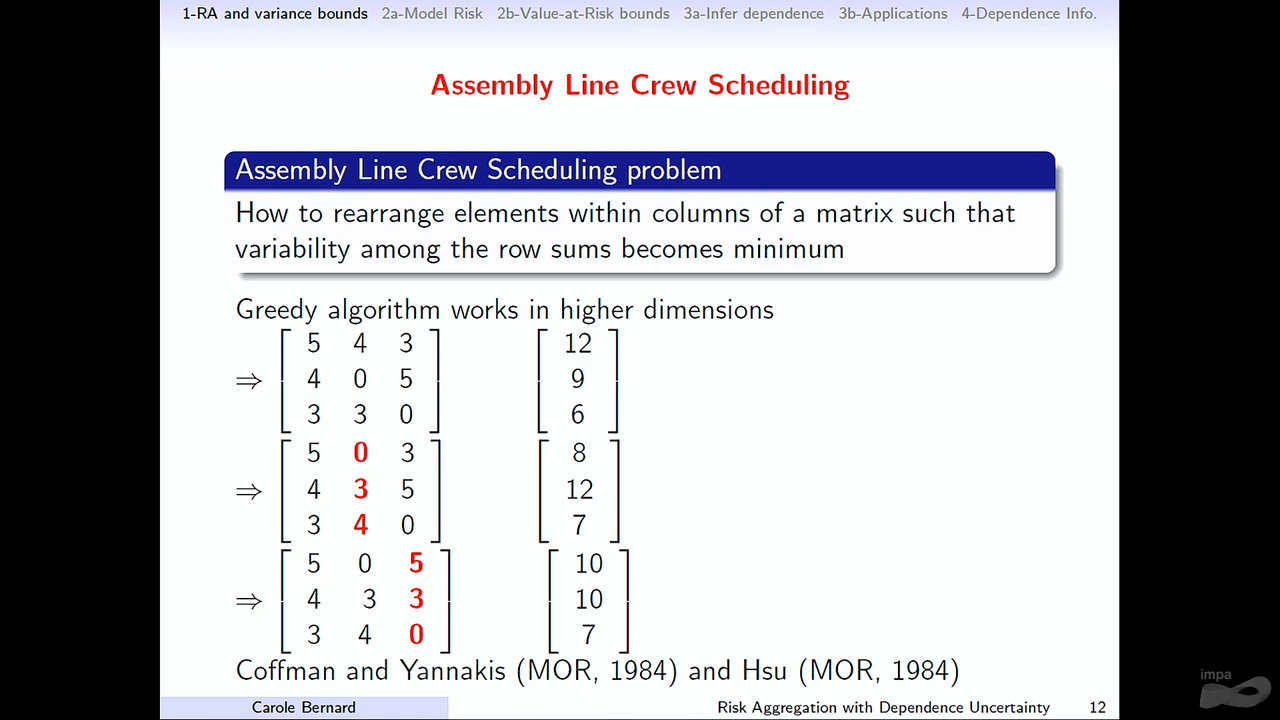 1-RA and variance bounds 2a-Model Risk 2b-Value-at-Risk bounds 3a-Infer dependence 3b-Applications 4-Dependence Info.
Assembly Line Crew Scheduling
Assembly Line Crew Scheduling problem
How to rearrange elements within columns of a matrix such that
variability among the row sums becomes minimum
Greedy algorithm works in higher dimensions
5 4 3 12
⇒ 4 0 5 9
3 3 0 6
5 0 3 8
⇒ 4 3 5 12
3 4 0 7
5 0 5 10
⇒ 4 3 3 10
3 4 0 7
Coffman and Yannakis (MOR, 1984) and Hsu (MOR, 1984)
Carole Bernard Risk Aggregation with Dependence Uncertainty 12
impa